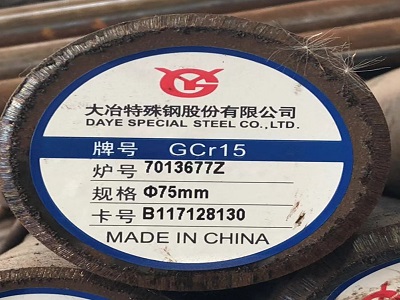 大冶特殊钢股份有限公司
DAYE SPECIAL STEEL CO.,LTD.
牌号 GCr15
炉号 7013677Z
规格 Φ75mm
卡号 B117128130
MADE IN CHINA